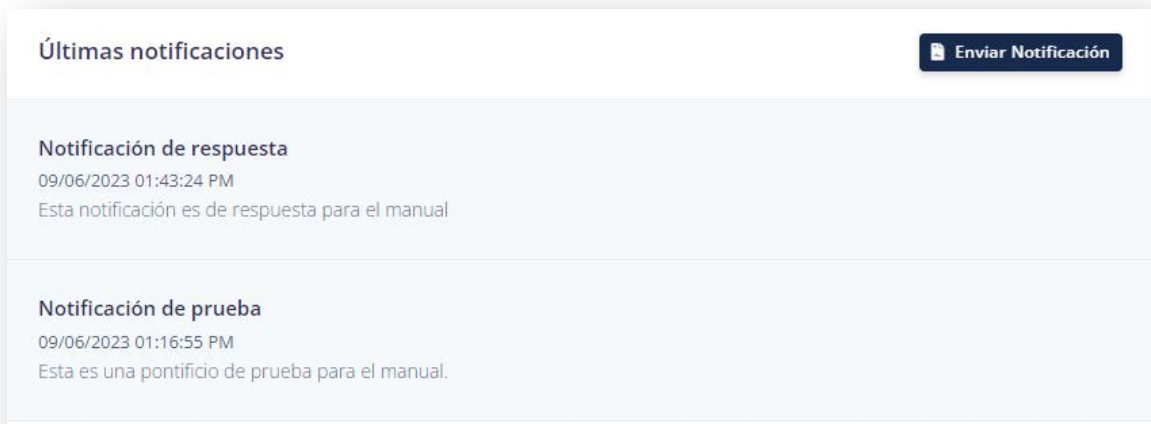 Últimas notificaciones
Enviar Notificación
Notificación de respuesta
09/06/2023 01:43:24 PM
Esta notificación es de respuesta para el manual
Notificación de prueba
09/06/2023 01:16:55 PM
Esta es una pontificio de prueba para el manual.